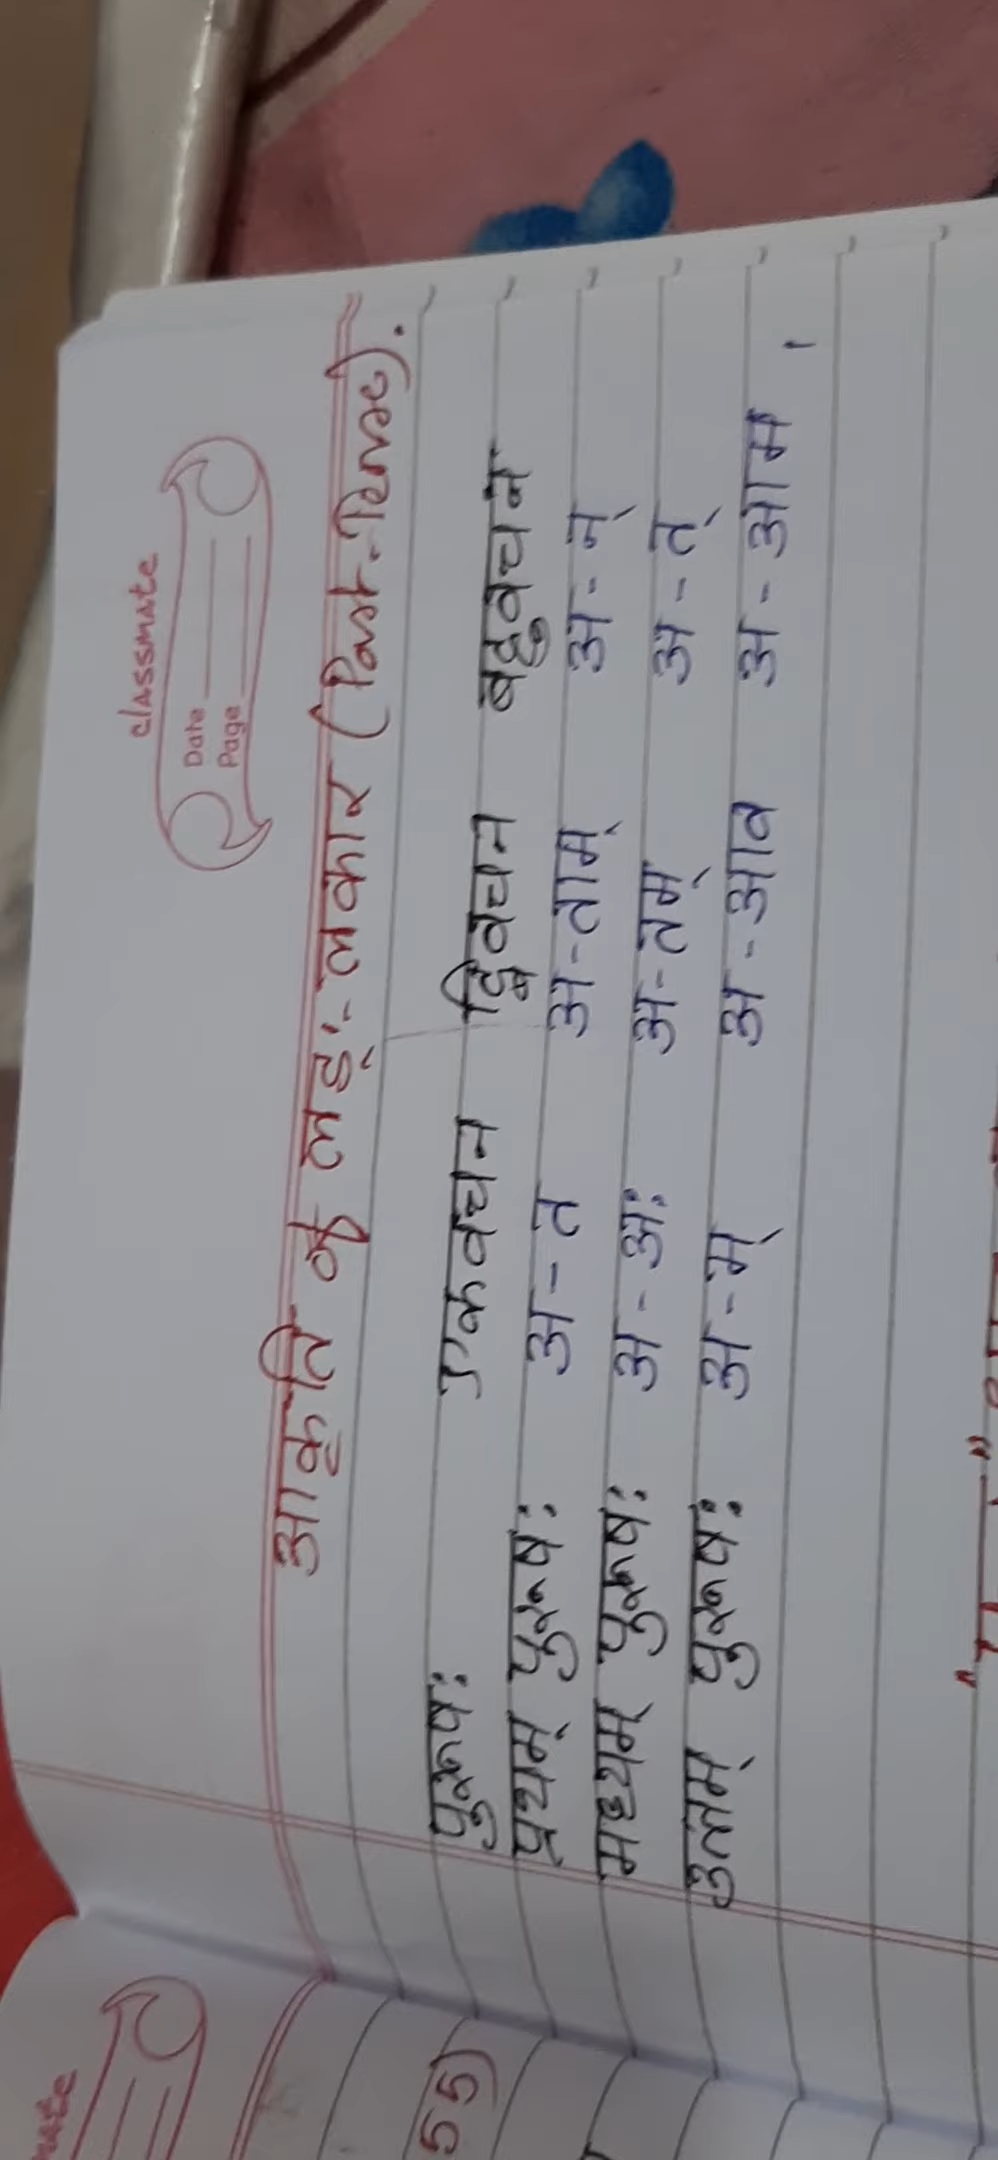 classmate
Date
Page
आकृति of लङ्-लकार (Past-Tense).
पुरूषः एकवचन द्विवचन बहुवचन
प्रथम् पुरूषः अ-त अ-ताम् अ-न्
मध्यम् पुरूषः अ-अः अ-तम् अ-त्
उत्तम् पुरूषः अ-म् अ-आव अ-आम ।
55